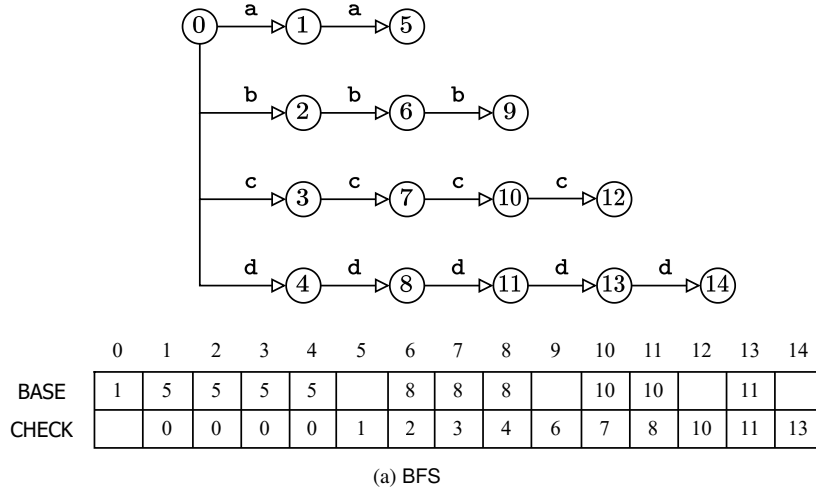 a a
0 1 5
b b b
2 6 9
c c c c
3 7 10 12
d d d d d
4 8 11 13 14
0 1 2 3 4 5 6 7 8 9 10 11 12 13 14
BASE 1 5 5 5 5 8 8 8 10 10 11
CHECK 0 0 0 0 1 2 3 4 6 7 8 10 11 13
(a) BFS